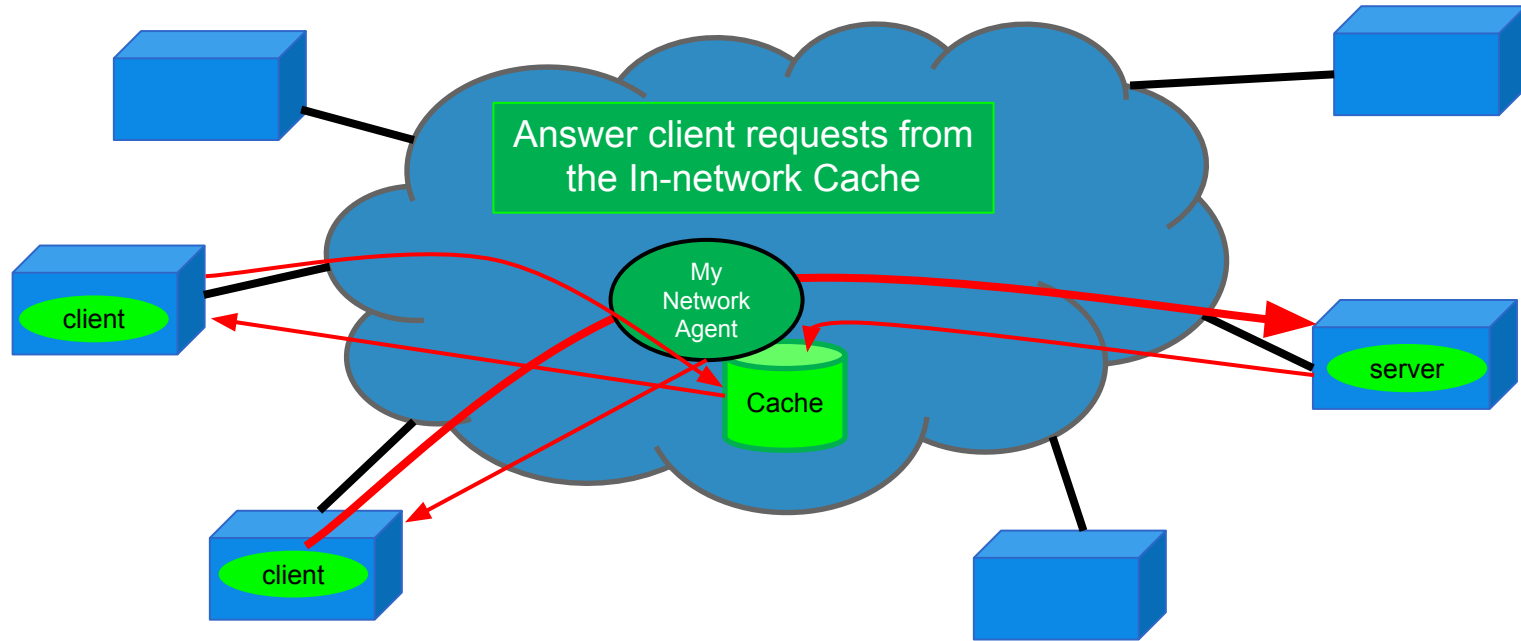 Answer client requests from
the In-network Cache
My
Network
Agent
client
server
Cache
client